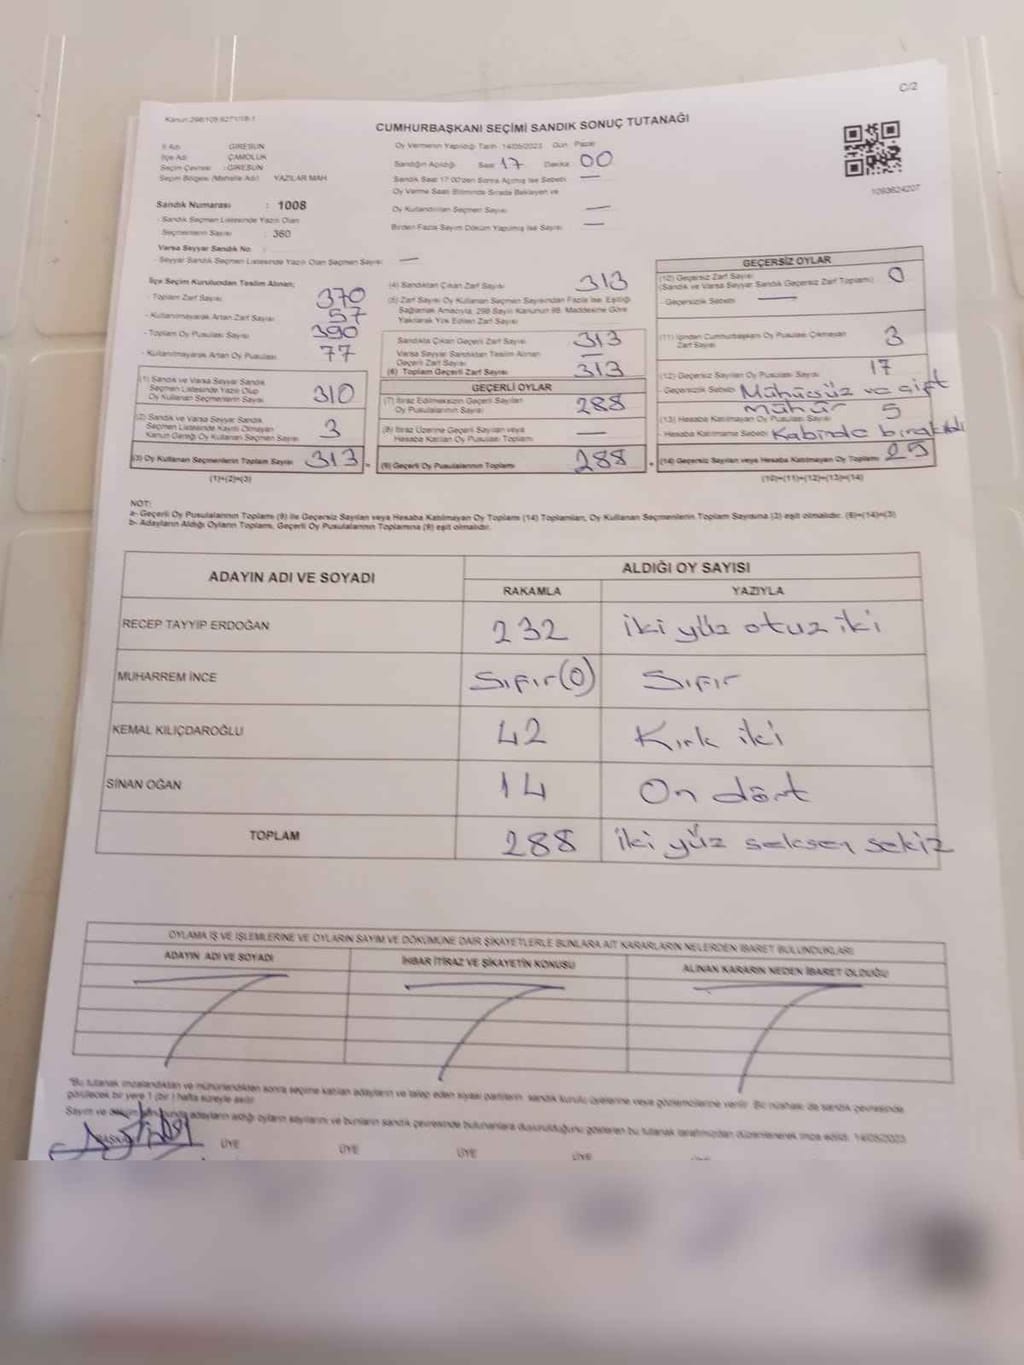 C/2
Kanun:298/109.6271/18-1
CUMHURBAŞKANI SEÇİMİ SANDIK SONUÇ TUTANAĞI
İl Adı GİRESUN
İlçe Adı ÇAMOLUK
Seçim Çevresi : GİRESUN
Seçim Bölgesi (Mahalle Adı) YAZILAR MAH
Sandık Numarası : 1008
- Sandık Seçmen Listesinde Yazılı Olan
Seçmenlerin Sayısı : 360
Varsa Seyyar Sandık No
- Seyyar Sandık Seçmen Listesinde Yazılı Olan Seçmen Sayısı —
Oy Vermenin Yapıldığı Tarih 14/05/2023 Gün Pazar
Sandığın Açıldığı Saat 17 Dakika 00
Sandık Saat 17:00'den Sonra Açılmış İse Sebebi —
Oy Verme Saati Bitiminde Sırada Bekleyen ve
Oy Kullandırılan Seçmen Sayısı —
Birden Fazla Sayım Döküm Yapılmış İse Sayısı —
1093624207
İlçe Seçim Kurulundan Teslim Alınan;
- Toplam Zarf Sayısı 370
- Kullanılmayarak Artan Zarf Sayısı 57
- Toplam Oy Pusulası Sayısı 390
- Kullanılmayarak Artan Oy Pusulası 77
(1) Sandık ve Varsa Seyyar Sandık
Seçmen Listesinde Yazılı Olup
Oy Kullanan Seçmenlerin Sayısı 310
(2) Sandık ve Varsa Seyyar Sandık
Seçmen Listesinde Kayıtlı Olmayan
Kanun Gereği Oy Kullanan Seçmen Sayısı 3
(3) Oy Kullanan Seçmenlerin Toplam Sayısı 313 =
(1)+(2)=(3)
(4) Sandıktan Çıkan Zarf Sayısı 313
(5) Zarf Sayısı Oy Kullanan Seçmen Sayısından Fazla İse, Eşitliği
Sağlamak Amacıyla, 298 Sayılı Kanunun 98. Maddesine Göre
Yakılarak Yok Edilen Zarf Sayısı
Sandıkta Çıkan Geçerli Zarf Sayısı 313
Varsa Seyyar Sandıktan Teslim Alınan
Geçerli Zarf Sayısı —
(6) Toplam Geçerli Zarf Sayısı 313
GEÇERLİ OYLAR
(7) İtiraz Edilmeksizin Geçerli Sayılan
Oy Pusulalarının Sayısı 288
(8) İtiraz Üzerine Geçerli Sayılan veya
Hesaba Katılan Oy Pusulası Toplamı —
(9) Geçerli Oy Pusulalarının Toplamı 288 +
GEÇERSİZ OYLAR
(10) Geçersiz Zarf Sayısı
(Sandık ve Varsa Seyyar Sandık Geçersiz Zarf Toplamı) 0
- Geçersizlik Sebebi —
(11) İçinden Cumhurbaşkanı Oy Pusulası Çıkmayan
Zarf Sayısı 3
(12) Geçersiz Sayılan Oy Pusulası Sayısı 17
- Geçersizlik Sebebi Mühürsüz ve çift
mühür
(13) Hesaba Katılmayan Oy Pusulası Sayısı 5
- Hesaba Katılmama Sebebi Kabinde bırakıldı
(14) Geçersiz Sayılan veya Hesaba Katılmayan Oy Toplamı 25
(10)+(11)+(12)+(13)=(14)
NOT:
a- Geçerli Oy Pusulalarının Toplamı (9) ile Geçersiz Sayılan veya Hesaba Katılmayan Oy Toplamı (14) Toplamları, Oy Kullanan Seçmenlerin Toplam Sayısına (3) eşit olmalıdır. (9)+(14)=(3)
b- Adayların Aldığı Oyların Toplamı, Geçerli Oy Pusulalarının Toplamına (9) eşit olmalıdır.
ADAYIN ADI VE SOYADI
ALDIĞI OY SAYISI
RAKAMLA YAZIYLA
RECEP TAYYİP ERDOĞAN 232 iki yüz otuz iki
MUHARREM İNCE Sıfır(0) Sıfır
KEMAL KILIÇDAROĞLU 42 Kırk iki
SİNAN OĞAN 14 On dört
TOPLAM 288 iki yüz seksen sekiz
OYLAMA İŞ VE İŞLEMLERİNE VE OYLARIN SAYIM VE DÖKÜMÜNE DAİR ŞİKAYETLERLE BUNLARA AİT KARARLARIN NELERDEN İBARET BULUNDUKLARI
ADAYIN ADI VE SOYADI İHBAR İTİRAZ VE ŞİKAYETİN KONUSU ALINAN KARARIN NEDEN İBARET OLDUĞU
"Bu tutanak imzalandıktan ve mühürlendikten sonra seçime katılan adayların ve talep eden siyasi partilerin sandık kurulu üyelerine veya gözlemcilerine verilir. Bir nüshası da sandık çevresinde
görülecek bir yere 1 (bir) hafta süreyle asılır
Sayım ve döküm sonunda adayların aldığı oyların sayılarını ve bunların sandık çevresinde bulunanlara duyurulduğunu gösteren bu tutanak tarafımızdan düzenlenerek imza edildi. 14/05/2023
BAŞKAN ÜYE ÜYE ÜYE ÜYE